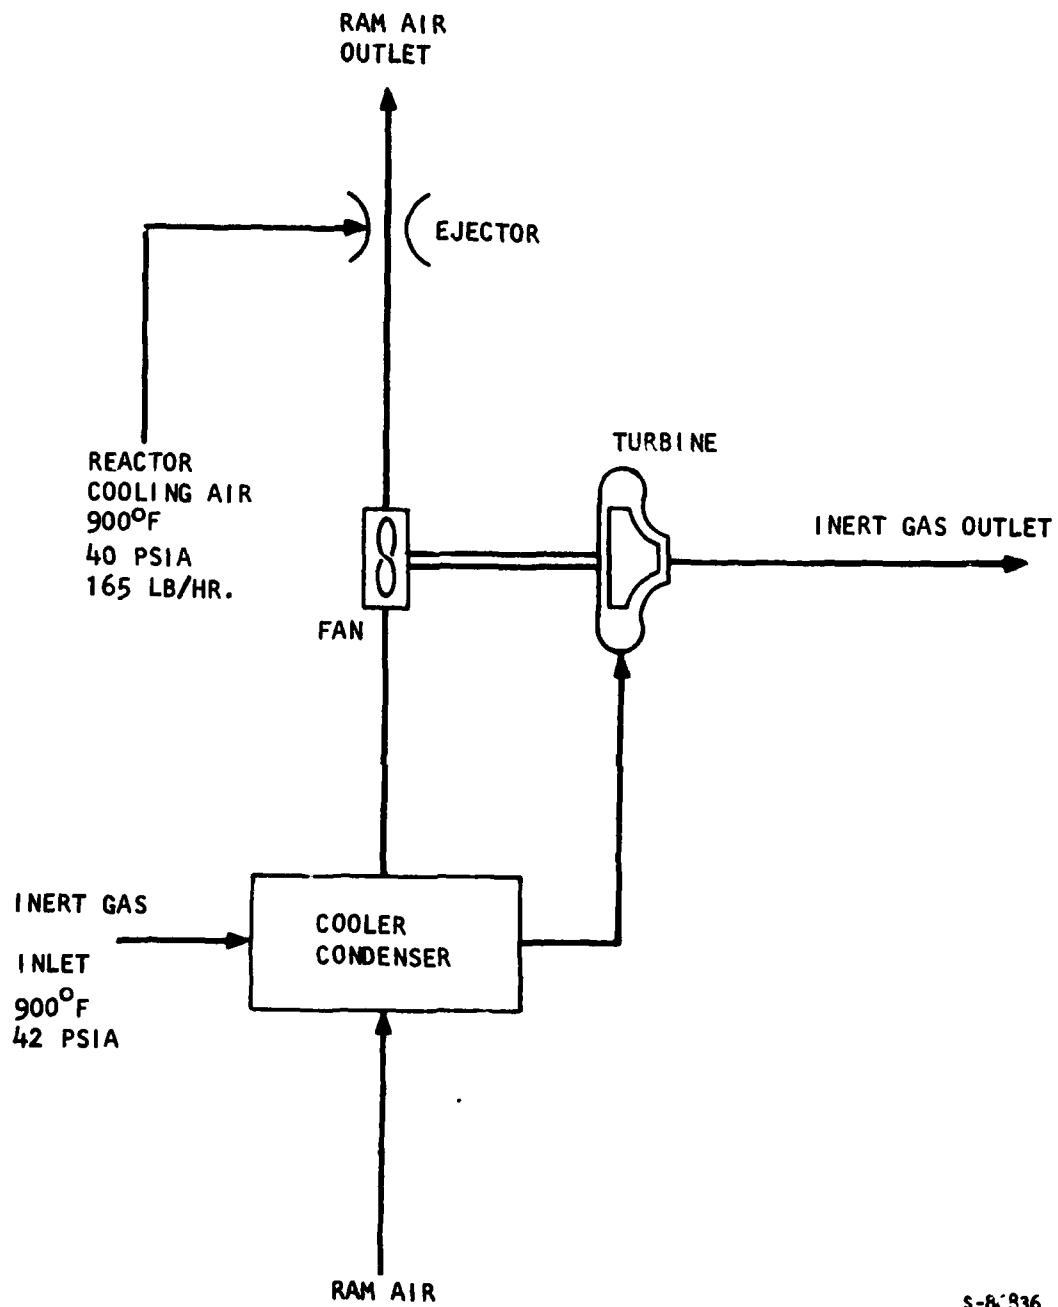 RAM AIR
OUTLET
EJECTOR
REACTOR
COOLING AIR
900°F
40 PSIA
165 LB/HR.
TURBINE
INERT GAS OUTLET
FAN
INERT GAS
INLET
900°F
42 PSIA
COOLER
CONDENSER
RAM AIR